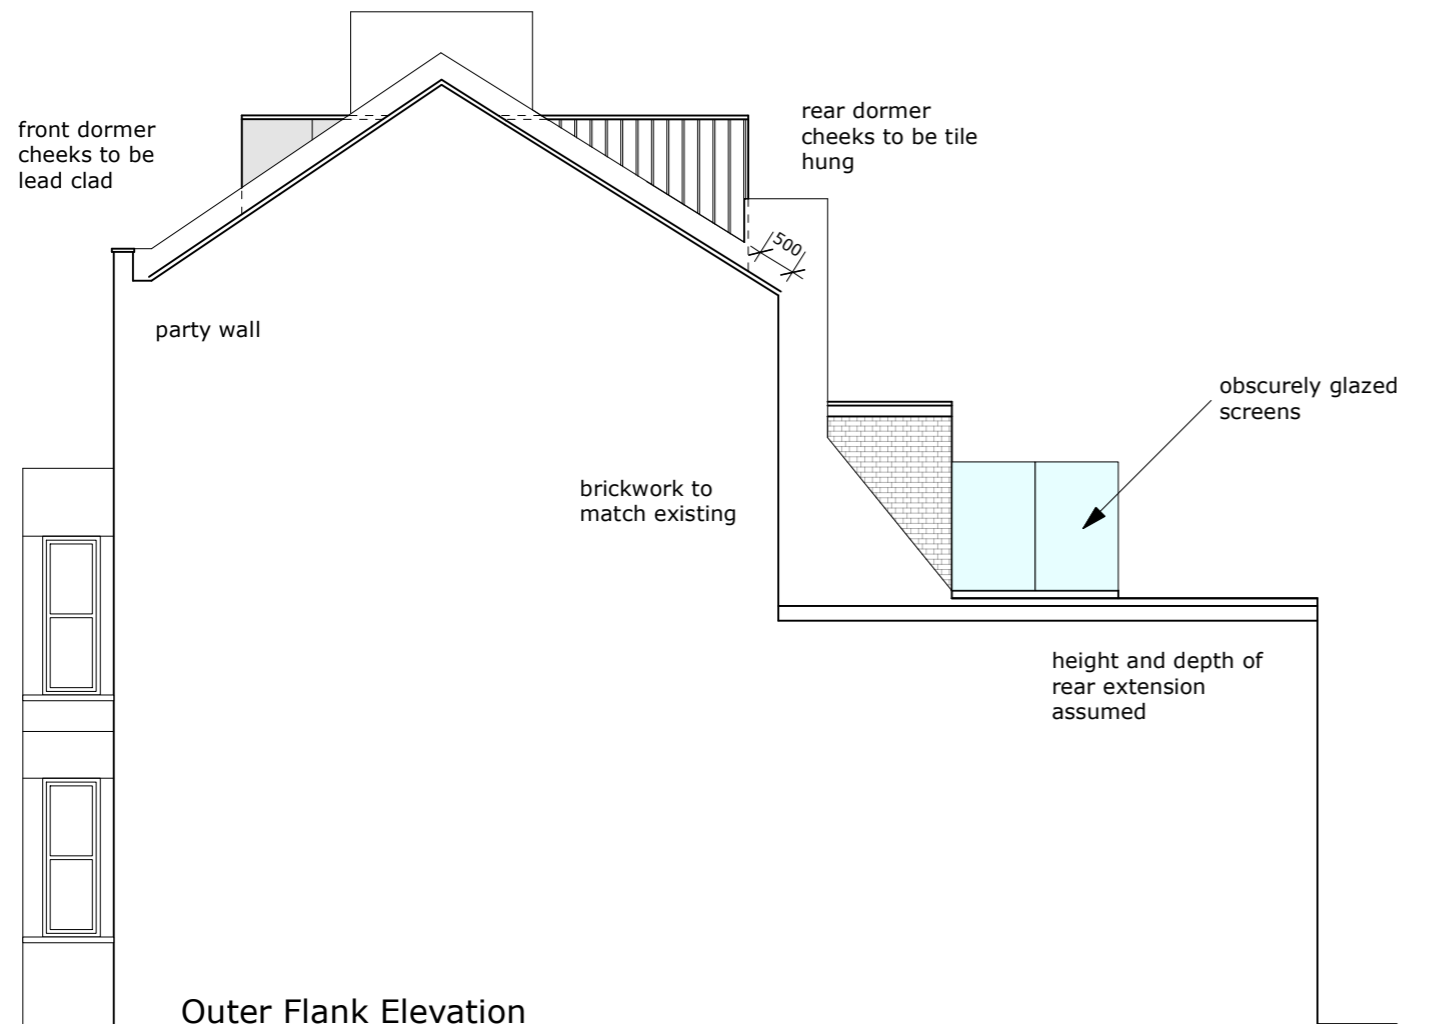 front dormer
cheeks to be
lead clad
rear dormer
cheeks to be tile
hung
500
party wall
obscurely glazed
screens
brickwork to
match existing
height and depth of
rear extension
assumed
Outer Flank Elevation